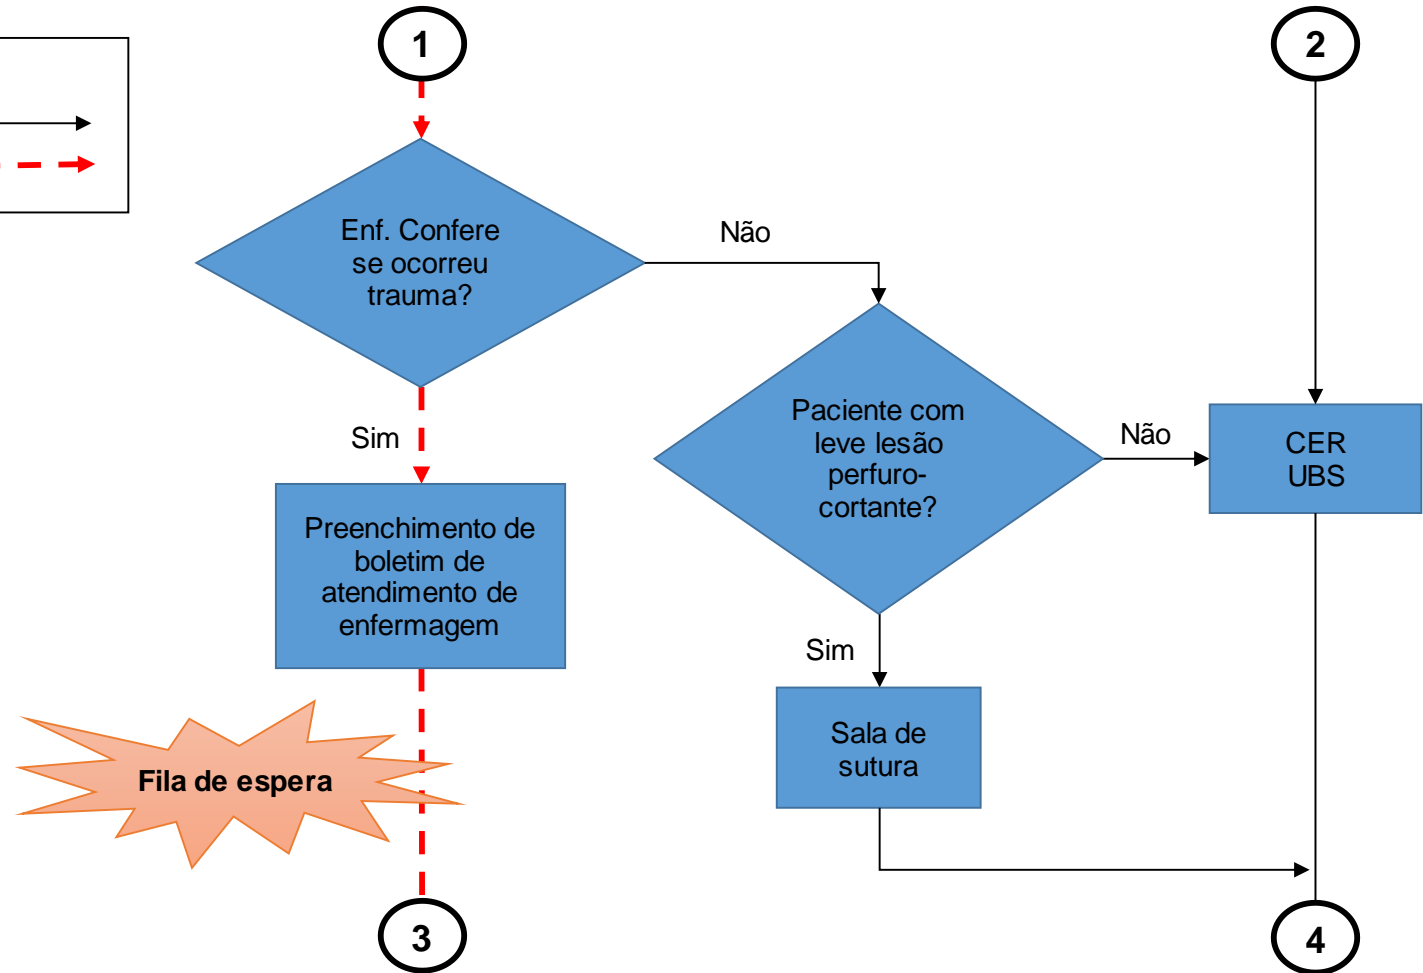 1
2
Enf. Confere
se ocorreu
trauma?
Não
Paciente com
leve lesão
perfuro-
cortante?
Não
CER
UBS
Sim
Preenchimento de
boletim de
atendimento de
enfermagem
Sim
Sala de
sutura
Fila de espera
3
4